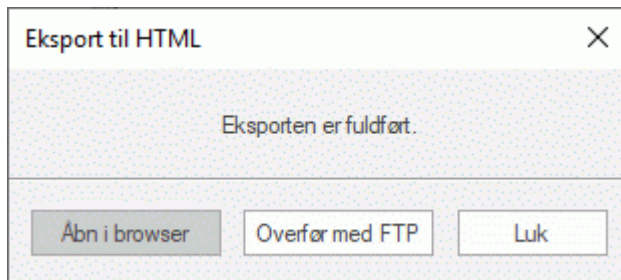 Eksport til HTML
Eksporten er fuldført.
Åbn i browser
Overfør med FTP
Luk